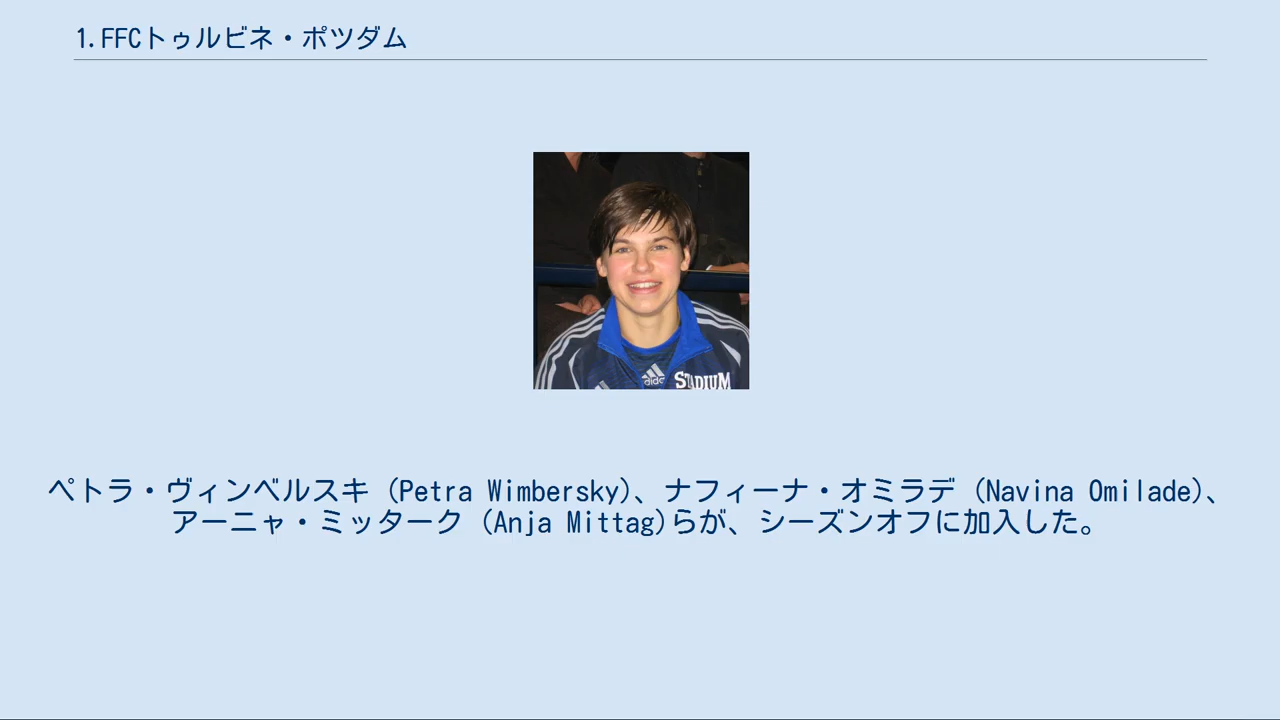 1.FFCトゥルビネ・ポツダム
adidas
STADIUM
ペトラ・ヴィンベルスキ (Petra Wimbersky)、ナフィーナ・オミラデ (Navina Omilade)、
アーニャ・ミッターク (Anja Mittag)らが、シーズンオフに加入した。